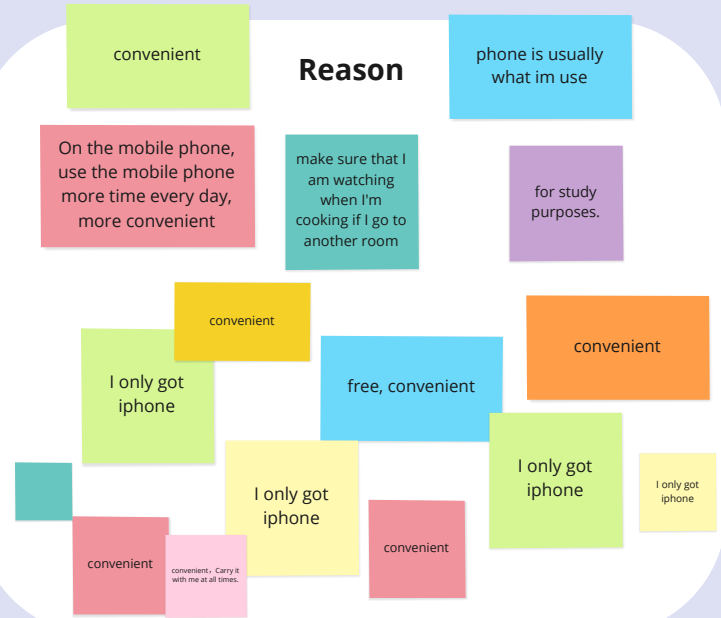 convenient
Reason
phone is usually
what im use
On the mobile phone,
use the mobile phone
more time every day,
more convenient
make sure that I
am watching
when I'm
cooking if I go to
another room
for study
purposes.
convenient
convenient
I only got
iphone
free, convenient
I only got
iphone
I only got
iphone
I only got
iphone
convenient
convenient
convenient，Carry it
with me at all times.